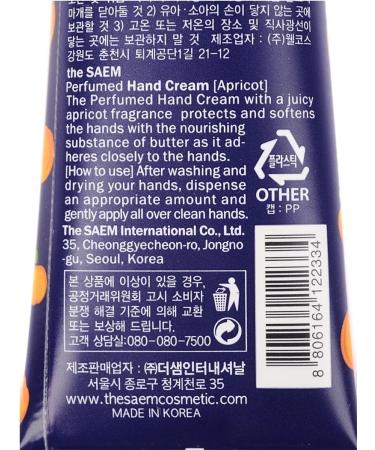 마개를 닫아둘 것 2) 유아·소아의 손이 닿지 않는 곳에
보관할 것 3) 고온 또는 저온의 장소 및 직사광선이
닿는 곳에는 보관하지 말 것 제조업자 : (주)웰코스
강원도 춘천시 퇴계공단1길 21-12
the SAEM
Perfumed Hand Cream [Apricot]
The Perfumed Hand Cream with a juicy
apricot fragrance protects and softens
the hands with the nourishing
substance of butter as it ad-
heres closely to the hands.
[How to use] After washing and
drying your hands, dispense
an appropriate amount and
gently apply all over clean hands.
The SAEM International Co., Ltd.
35, Cheonggyecheon-ro, Jongno
-gu, Seoul, Korea
플라스틱
OTHER
캡 : PP
본 상품에 이상이 있을 경우,
공정거래위원회 고시 소비자
분쟁 해결 기준에 의해 교환
또는 보상해 드립니다.
고객 상담실:080-080-7500
제조판매업자 : (주)더샘인터내셔날
서울시 종로구 청계천로 35
www.thesaemcosmetic.com
MADE IN KOREA
8 806164 122334